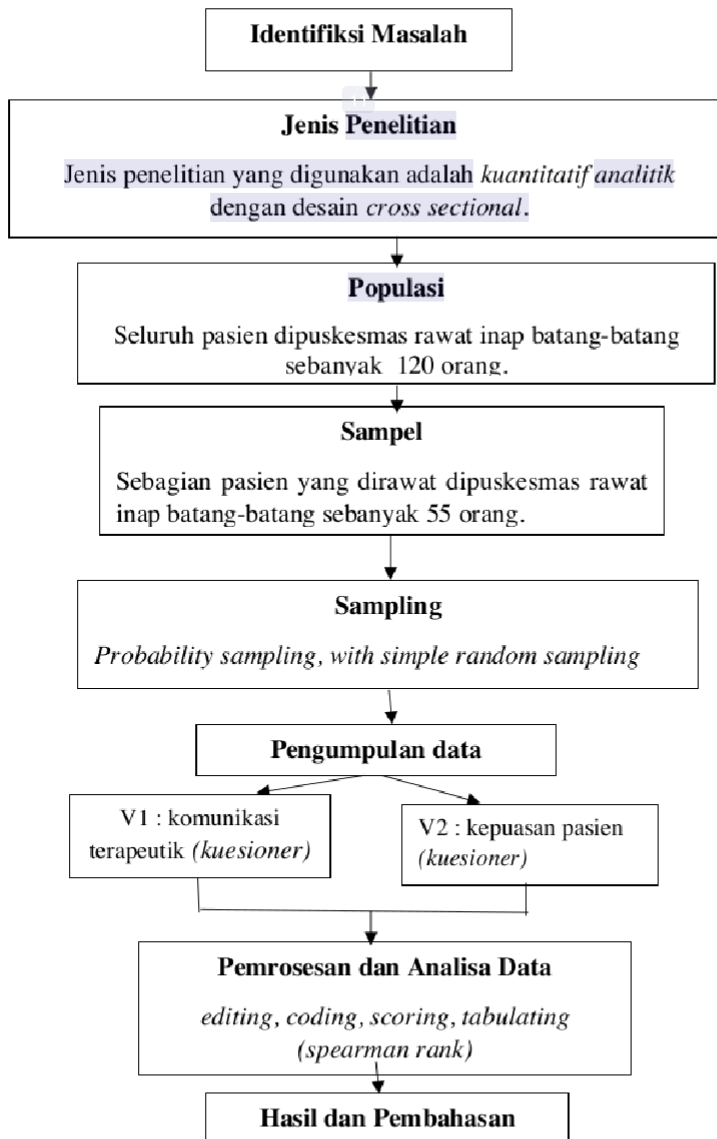 Identifiksi Masalah
Jenis Penelitian
Jenis penelitian yang digunakan adalah kuantitatif analitik
dengan desain cross sectional.
Populasi
Seluruh pasien dipuskesmas rawat inap batang-batang
sebanyak 120 orang.
Sampel
Sebagian pasien yang dirawat dipuskesmas rawat
inap batang-batang sebanyak 55 orang.
Sampling
Probability sampling, with simple random sampling
Pengumpulan data
V1 : komunikasi
terapeutik (kuesioner)
V2 : kepuasan pasien
(kuesioner)
Pemrosesan dan Analisa Data
editing, coding, scoring, tabulating
(spearman rank)
Hasil dan Pembahasan